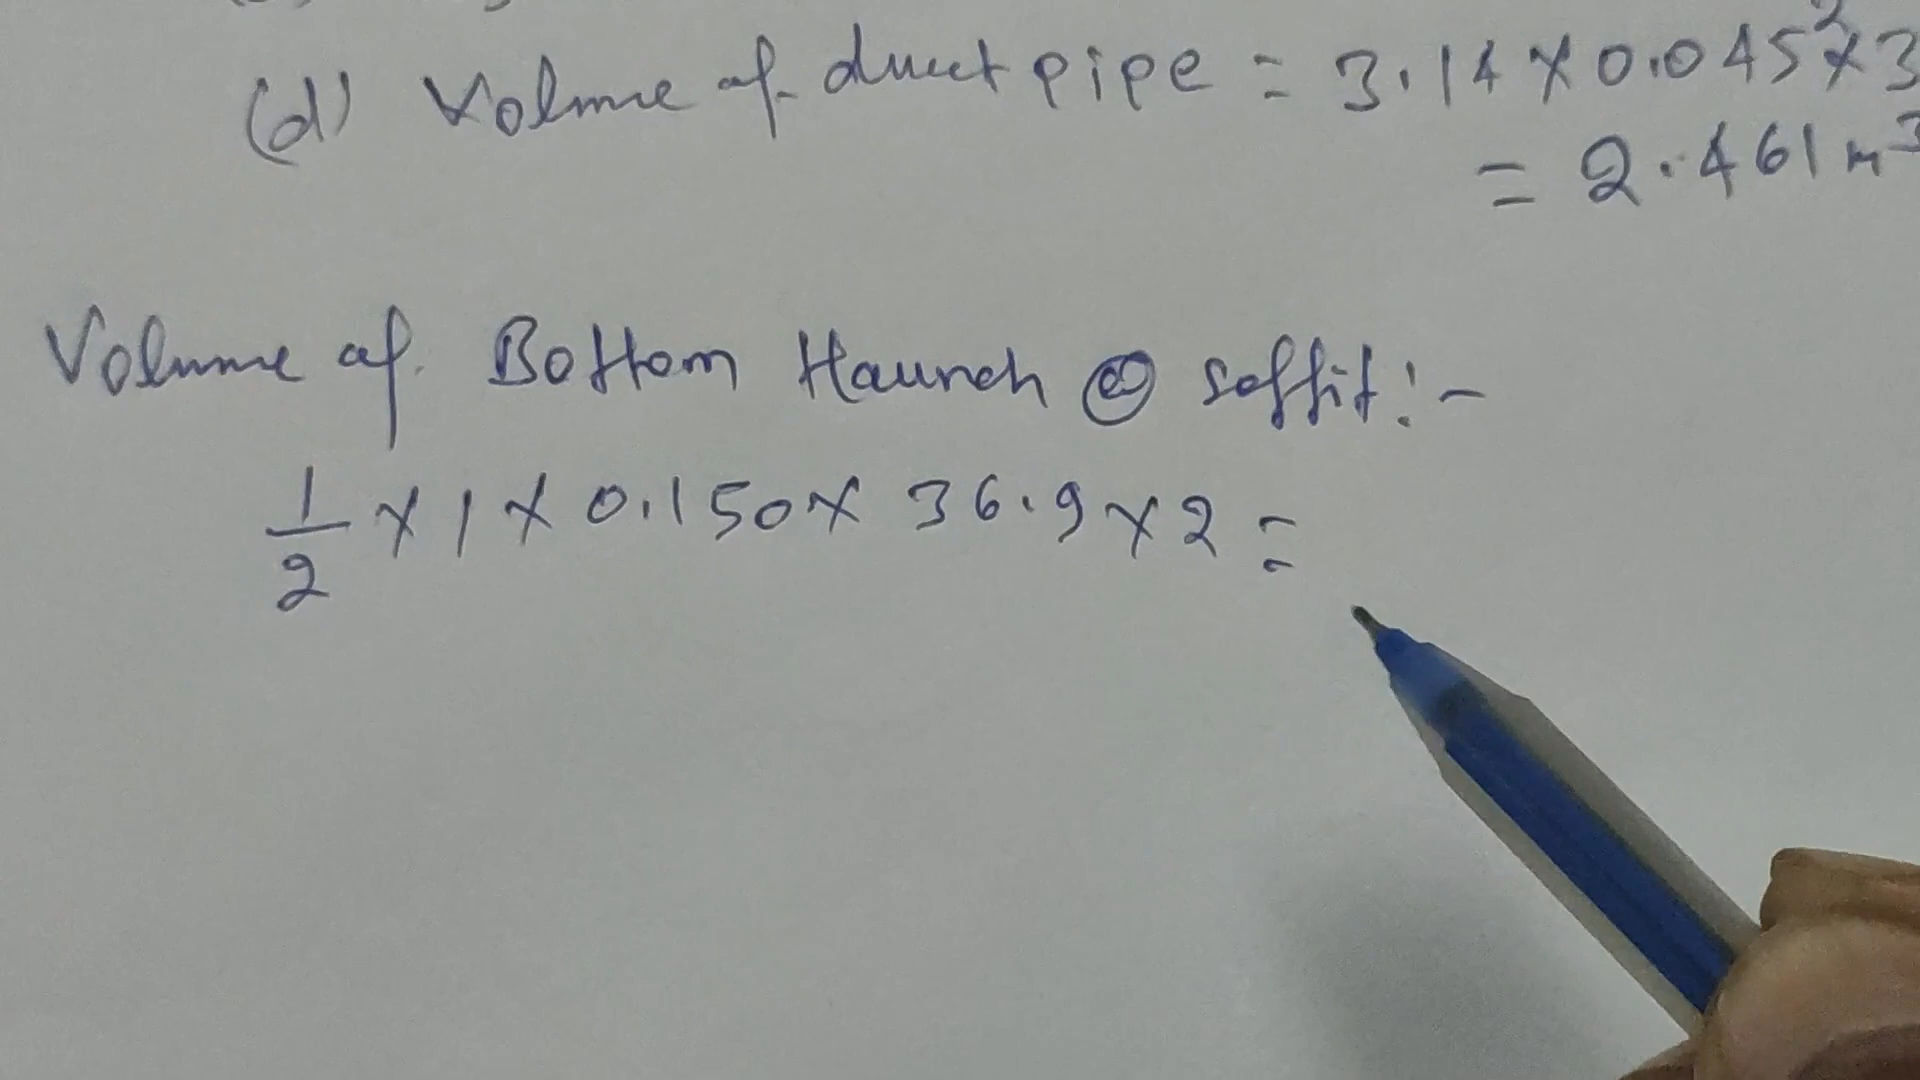 (d) Volume of duct pipe = 3.14 × 0.045² × 3
= 2.461 m³
Volume of Bottom Haunch @ soffit:-
1/2 × 1 × 0.150 × 36.9 × 2 =